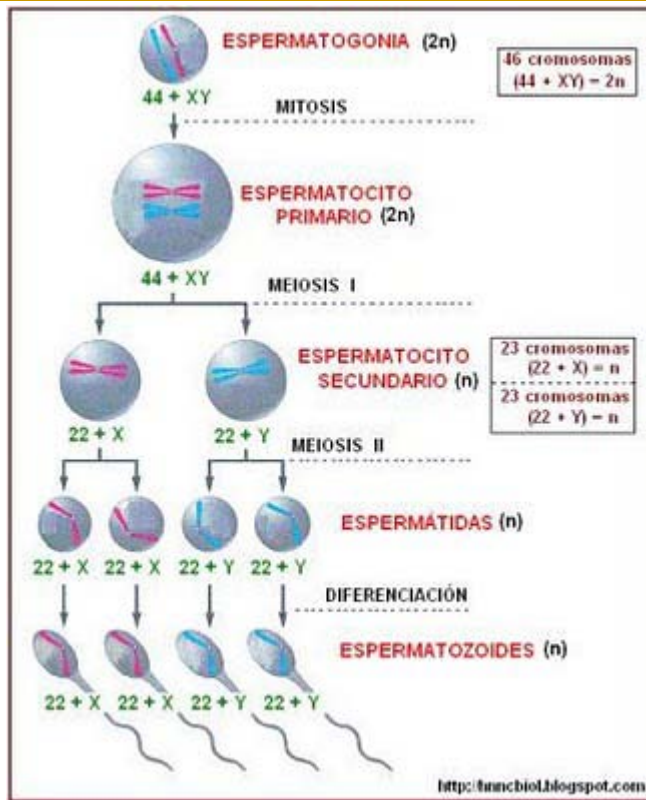 ESPERMATOGONIA (2n)
46 cromosomas
(44 + XY) = 2n
44 + XY
MITOSIS
ESPERMATOCITO
PRIMARIO (2n)
44 + XY
MEIOSIS I
ESPERMATOCITO
SECUNDARIO (n)
23 cromosomas
(22 + X) = n
23 cromosomas
(22 + Y) = n
22 + X
22 + Y
MEIOSIS II
ESPERMÁTIDAS (n)
22 + X
22 + X
22 + Y
22 + Y
DIFERENCIACIÓN
ESPERMATOZOIDES (n)
22 + X
22 + X
22 + Y
22 + Y
http://hnncbiol.blogspot.com